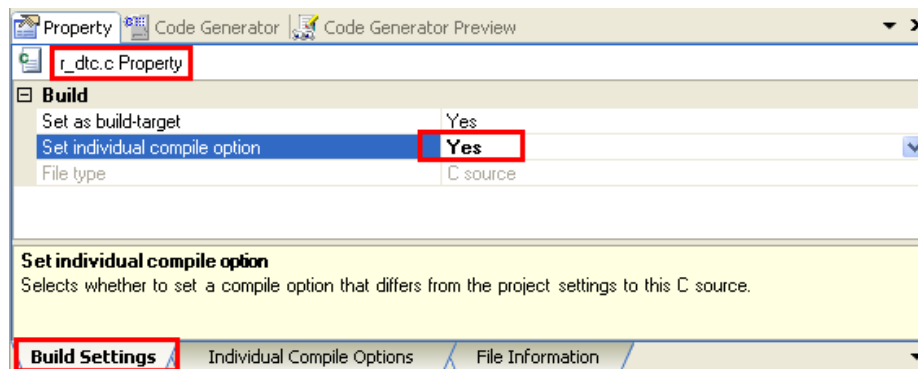 Property Code Generator Code Generator Preview
r_dtc.c Property
Build
Set as build-target Yes
Set individual compile option Yes
File type C source
Set individual compile option
Selects whether to set a compile option that differs from the project settings to this C source.
Build Settings Individual Compile Options File Information